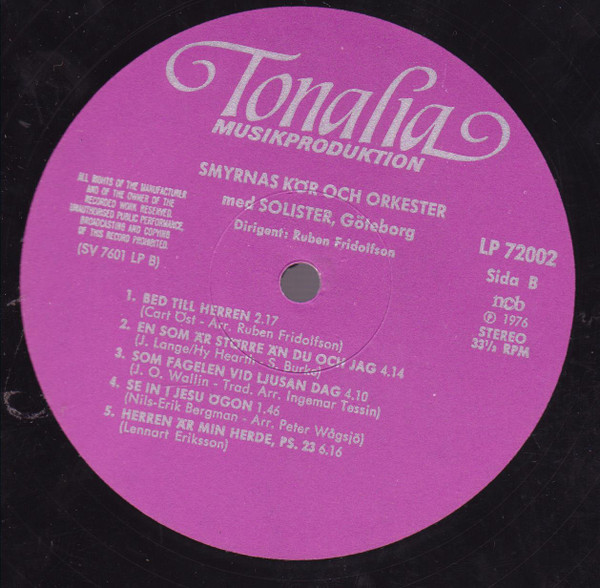 Tonalia
MUSIKPRODUKTION
SMYRNAS KÖR OCH ORKESTER
med SOLISTER, Göteborg
Dirigent: Ruben Fridolfson
ALL RIGHTS OF THE MANUFACTURER
AND OF THE OWNER OF THE
RECORDED WORK RESERVED.
UNAUTHORISED PUBLIC PERFORMANCE,
BROADCASTING AND COPYING
OF THIS RECORD PROHIBITED.
(SV 7601 LP B)
LP 72002
Sida B
ncb
Ⓟ 1976
STEREO
33⅓ RPM
1. BED TILL HERREN 2.17
(Carl Öst - Arr. Ruben Fridolfson)
2. EN SOM ÄR STÖRRE ÄN DU OCH JAG 4.14
(J. Lange/Hy Hearth - S. Burke)
3. SOM FAGELEN VID LJUSAN DAG 4.10
(J. O. Wallin - Trad. Arr. Ingemar Tessin)
4. SE IN I JESU ÖGON 1.46
(Nils-Erik Bergman - Arr. Peter Wågsjö)
5. HERREN ÄR MIN HERDE, PS. 23 6.16
(Lennart Eriksson)